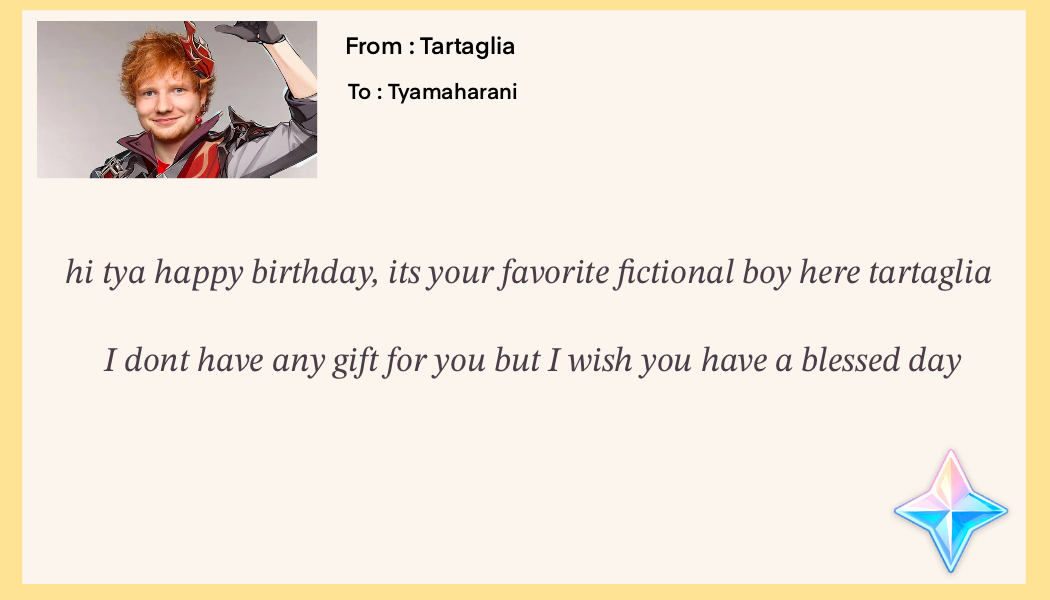 From : Tartaglia
To : Tyamaharani
hi tya happy birthday, its your favorite fictional boy here tartaglia
I dont have any gift for you but I wish you have a blessed day